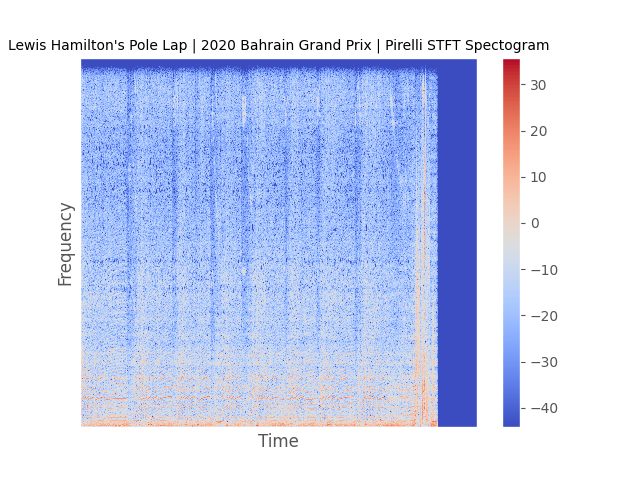 Lewis Hamilton's Pole Lap | 2020 Bahrain Grand Prix | Pirelli STFT Spectogram
Frequency
Time
30
20
10
0
−10
−20
−30
−40